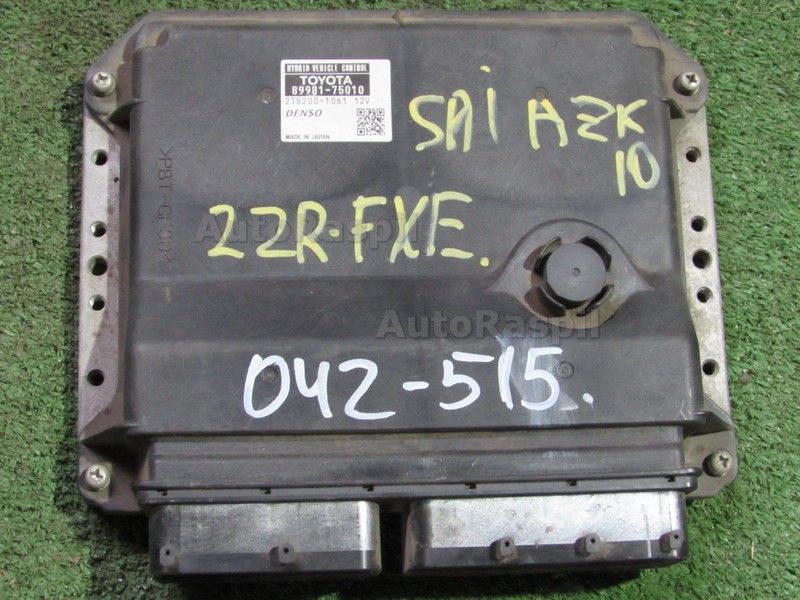 HYBRID VEHICLE CONTROL
TOYOTA
89981-75010
275200-1061 12V
DENSO
MADE IN JAPAN
SAi AZK
10
2ZR-FXE.
AutoRaspil
AutoRaspil
042-515.